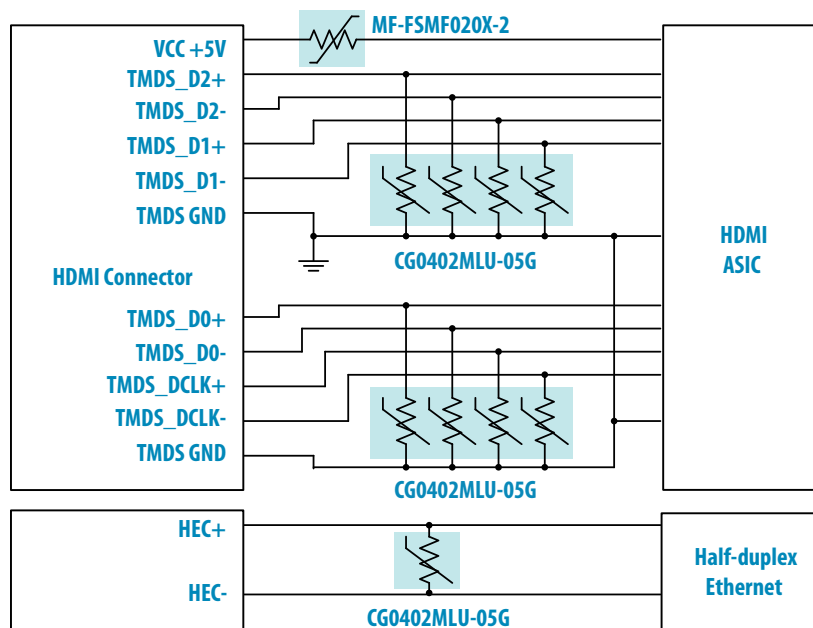 MF-FSMF020X-2
VCC +5V
TMDS_D2+
TMDS_D2-
TMDS_D1+
TMDS_D1-
TMDS GND
CG0402MLU-05G
HDMI
ASIC
HDMI Connector
TMDS_D0+
TMDS_D0-
TMDS_DCLK+
TMDS_DCLK-
TMDS GND
CG0402MLU-05G
HEC+
HEC-
Half-duplex
Ethernet
CG0402MLU-05G